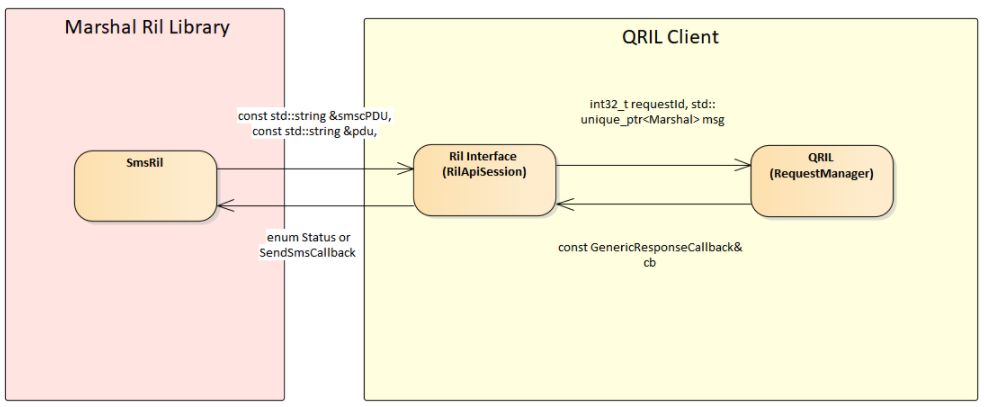 Marshal Ril Library
QRIL Client
const std::string &smscPDU,
const std::string &pdu,
int32_t requestId, std::
unique_ptr<Marshal> msg
SmsRil
Ril Interface
(RilApiSession)
QRIL
(RequestManager)
enum Status or
SendSmsCallback
const GenericResponseCallback&
cb